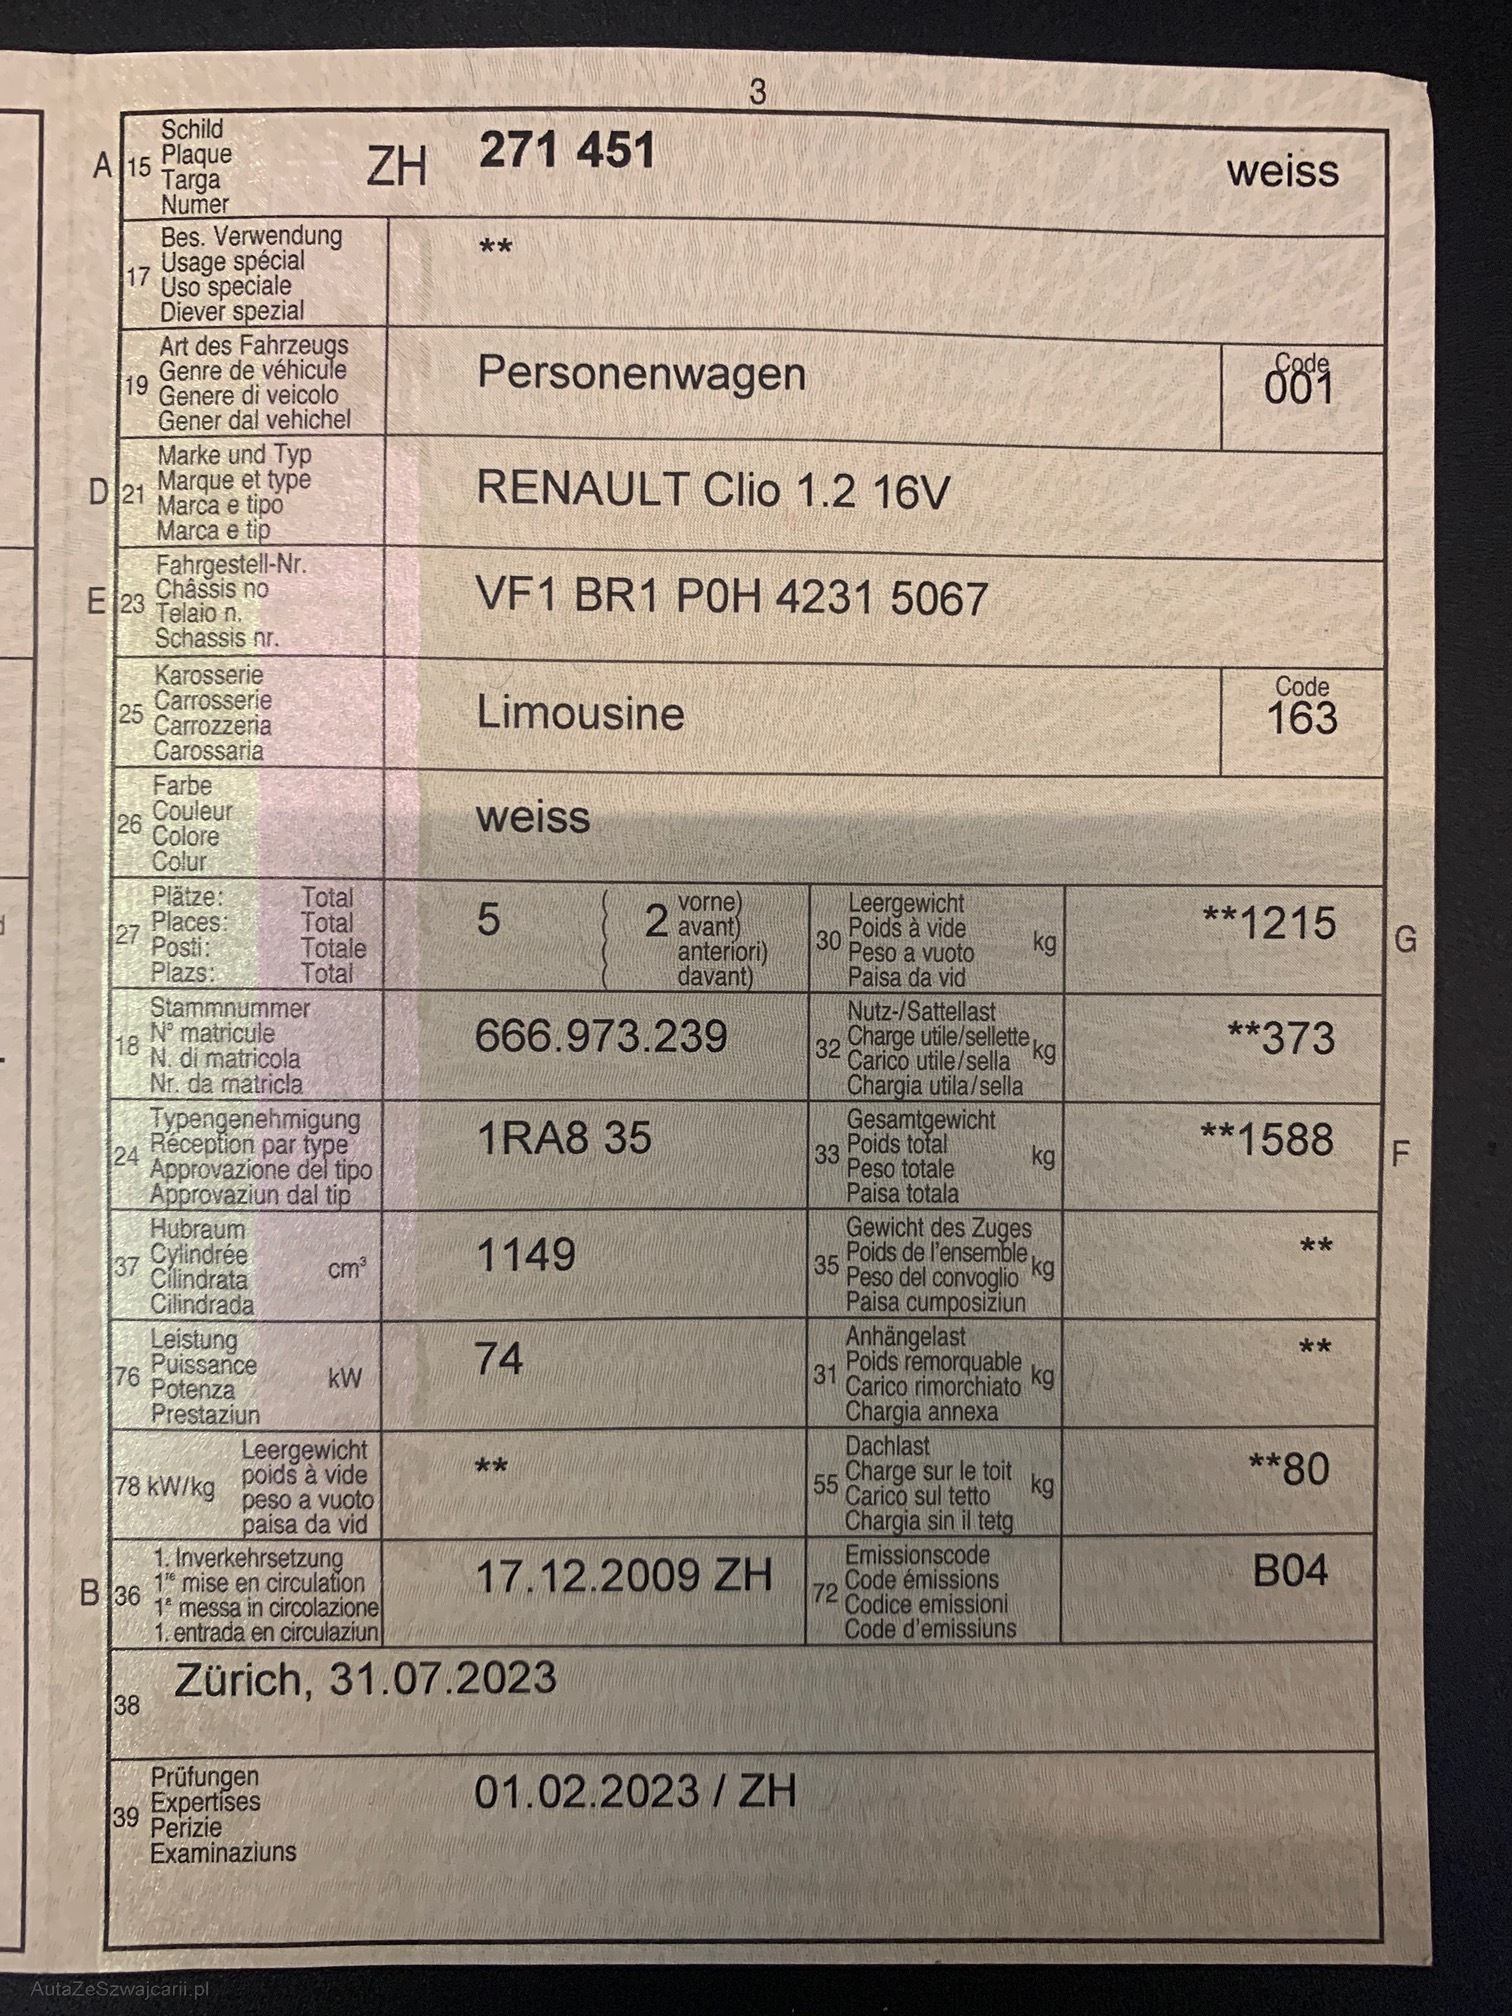 3
A 15 Schild
Plaque
Targa
Numer
ZH 271 451 weiss
17 Bes. Verwendung
Usage spécial
Uso speciale
Diever spezial
**
19 Art des Fahrzeugs
Genre de véhicule
Genere di veicolo
Gener dal vehichel
Personenwagen
Code
001
D 21 Marke und Typ
Marque et type
Marca e tipo
Marca e tip
RENAULT Clio 1.2 16V
E 23 Fahrgestell-Nr.
Châssis no
Telaio n.
Schassis nr.
VF1 BR1 P0H 4231 5067
25 Karosserie
Carrosserie
Carrozzeria
Carossaria
Limousine
Code
163
26 Farbe
Couleur
Colore
Colur
weiss
27 Plätze: Total
Places: Total
Posti: Totale
Plazs: Total
5 ( 2 vorne)
( avant)
( anteriori)
( davant)
30 Leergewicht
Poids à vide
Peso a vuoto
Paisa da vid
kg
**1215
G
18 Stammnummer
N° matricule
N. di matricola
Nr. da matricla
666.973.239
32 Nutz-/Sattellast
Charge utile/sellette
Carico utile/sella
Chargia utila/sella
kg
**373
24 Typengenehmigung
Réception par type
Approvazione del tipo
Approvaziun dal tip
1RA8 35
33 Gesamtgewicht
Poids total
Peso totale
Paisa totala
kg
**1588
F
37 Hubraum
Cylindrée
Cilindrata
Cilindrada
cm³
1149
35 Gewicht des Zuges
Poids de l'ensemble
Peso del convoglio
Paisa cumposiziun
kg
**
76 Leistung
Puissance
Potenza
Prestaziun
kW
74
31 Anhängelast
Poids remorquable
Carico rimorchiato
Chargia annexa
kg
**
78 kW/kg Leergewicht
poids à vide
peso a vuoto
paisa da vid
**
55 Dachlast
Charge sur le toit
Carico sul tetto
Chargia sin il tetg
kg
**80
B 36 1. Inverkehrsetzung
1re mise en circulation
1a messa in circolazione
1. entrada en circulaziun
17.12.2009 ZH
72 Emissionscode
Code émissions
Codice emissioni
Code d'emissiuns
B04
38 Zürich, 31.07.2023
39 Prüfungen
Expertises
Perizie
Examinaziuns
01.02.2023 / ZH
AutaZeSzwajcarii.pl